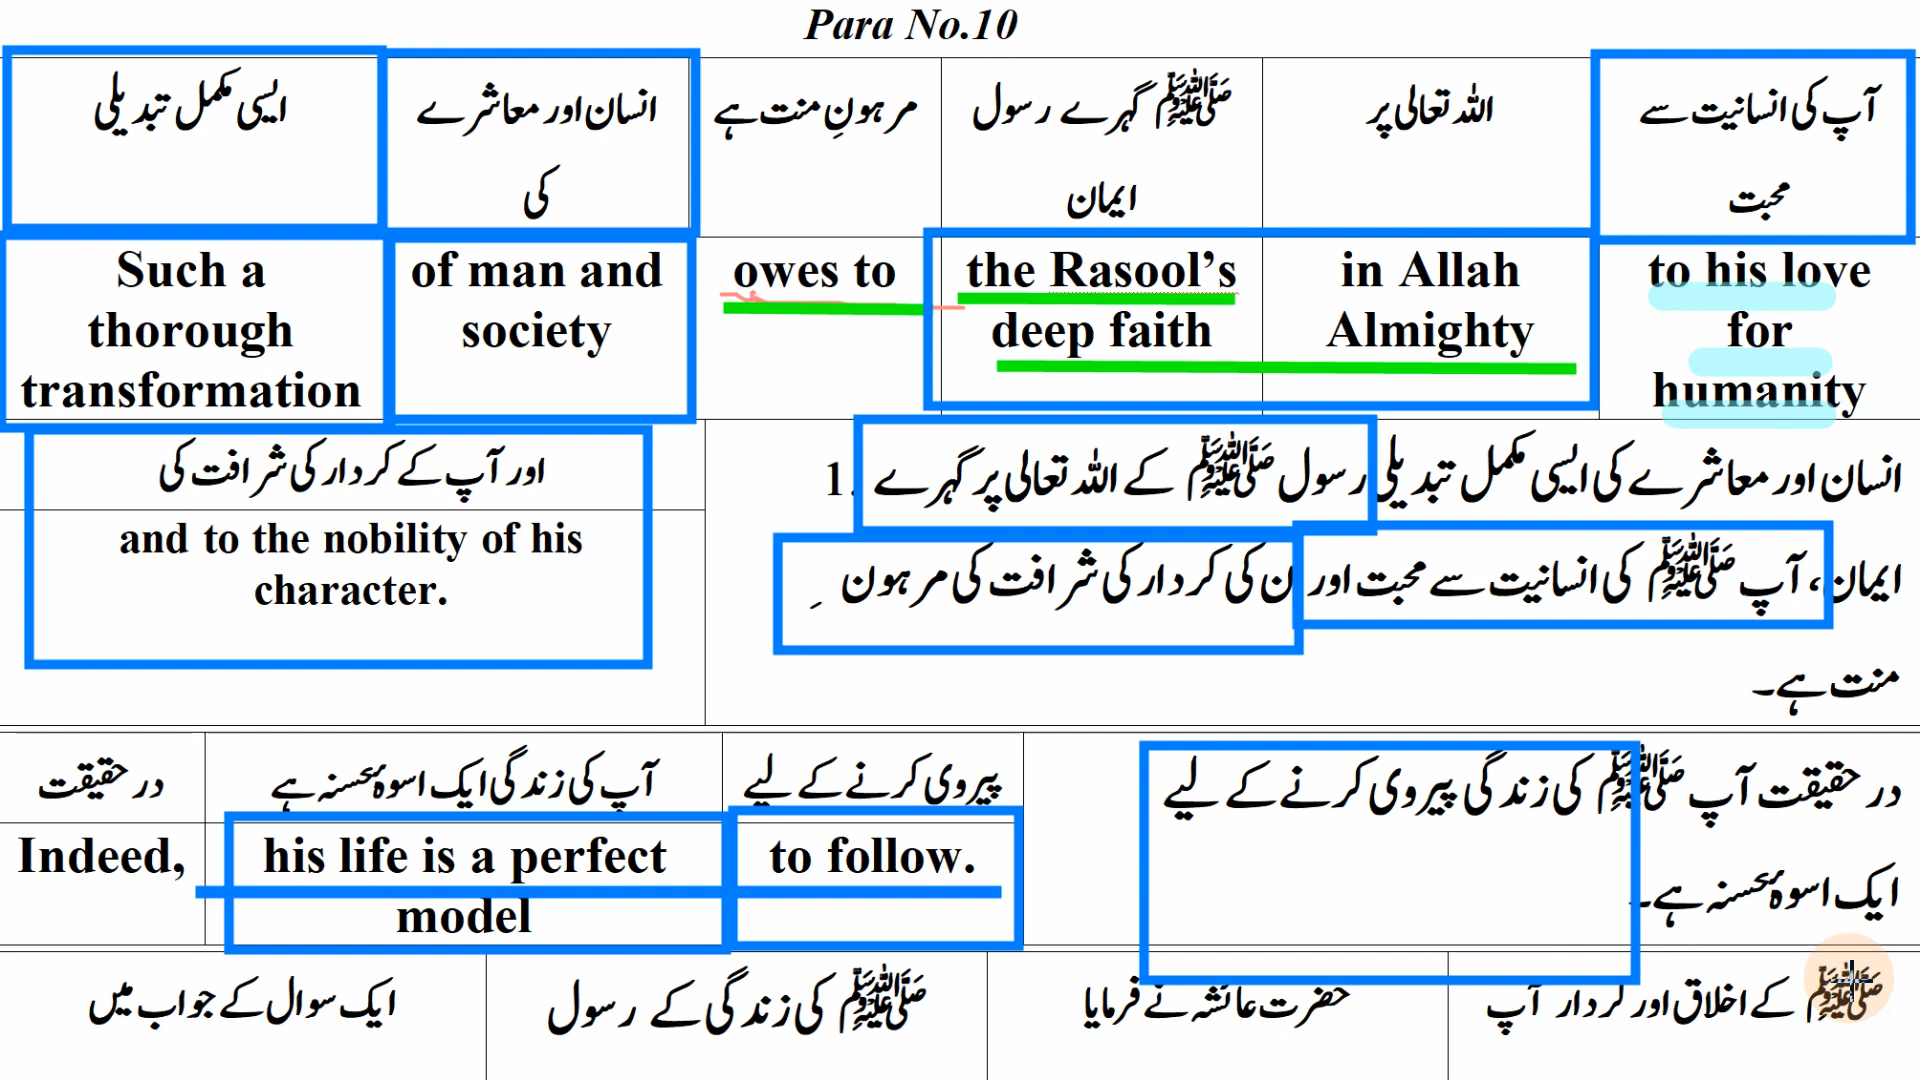 Para No.10
ایسی مکمل تبدیلی
انسان اور معاشرے
کی
مرہونِ منت ہے
ﷺ گہرے رسول
ایمان
اللہ تعالی پر
آپ کی انسانیت سے
محبت
Such a
thorough
transformation
of man and
society
owes to
the Rasool’s
deep faith
in Allah
Almighty
to his love
for
humanity
اور آپ کے کردار کی شرافت کی
and to the nobility of his
character.
انسان اور معاشرے کی ایسی مکمل تبدیلی رسول ﷺ کے اللہ تعالی پر گہرے 1.
ایمان، آپ ﷺ کی انسانیت سے محبت اور ن کی کردار کی شرافت کی مرہون ِ
منت ہے۔
در حقیقت
آپ کی زندگی ایک اسوہ حسنہ ہے
پیروی کرنے کے لیے
Indeed,
his life is a perfect
model
to follow.
در حقیقت آپ ﷺ کی زندگی پیروی کرنے کے لیے
ایک اسوہ حسنہ ہے۔
ایک سوال کے جواب میں
ﷺ کی زندگی کے رسول
حضرت عائشہ نے فرمایا
ﷺ کے اخلاق اور کردار آپ